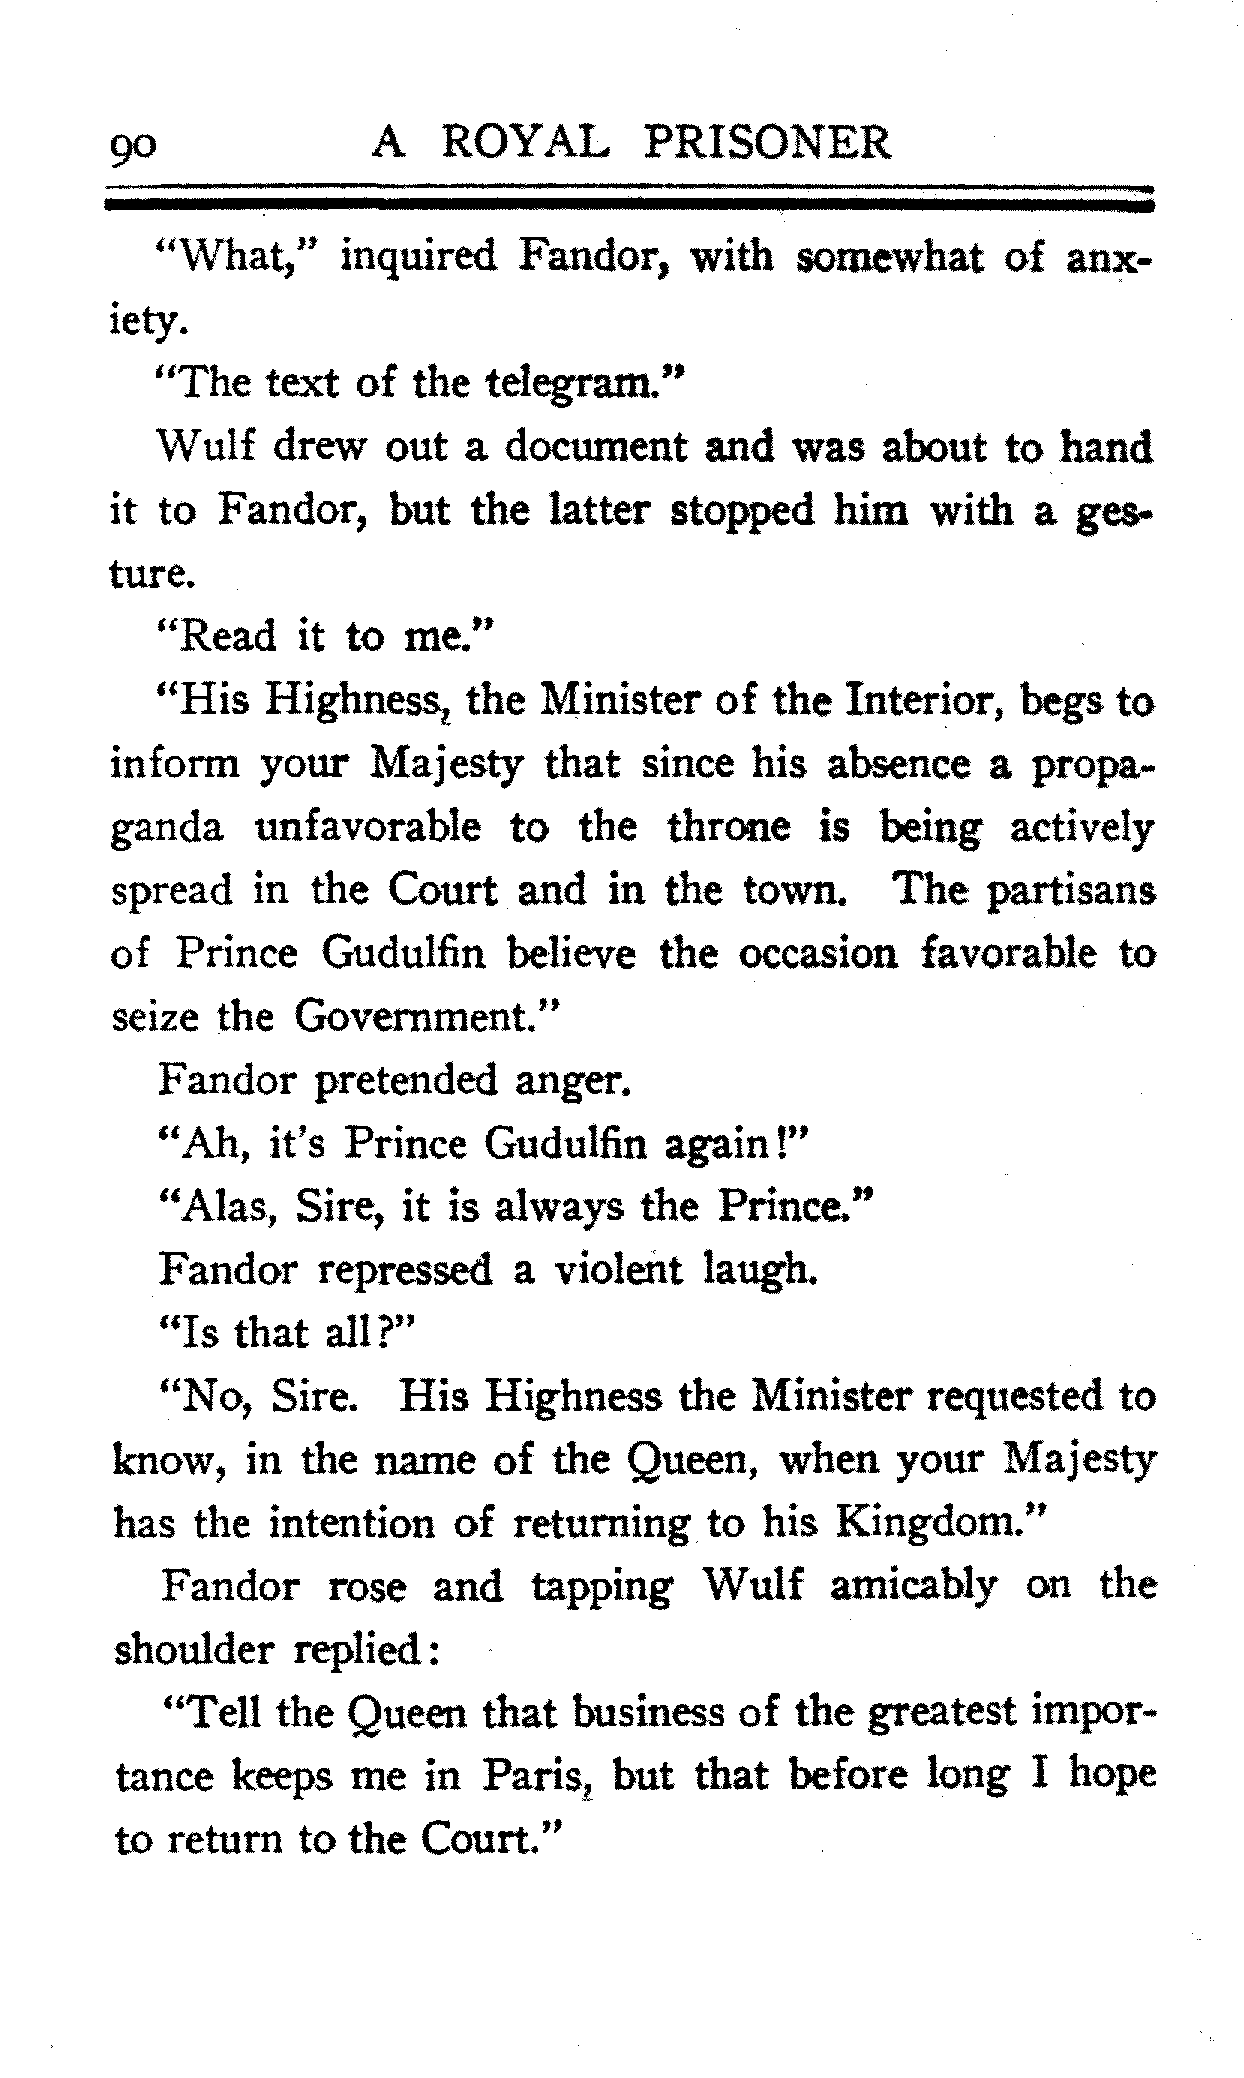 90 A ROYAL PRISONER
“What,” inquired Fandor, with somewhat of anx-
iety.
“The text of the telegram.”
Wulf drew out a document and was about to hand
it to Fandor, but the latter stopped him with a ges-
ture.
“Read it to me.”
“His Highness, the Minister of the Interior, begs to
inform your Majesty that since his absence a propa-
ganda unfavorable to the throne is being actively
spread in the Court and in the town. The partisans
of Prince Gudulfin believe the occasion favorable to
seize the Government.”
Fandor pretended anger.
“Ah, it’s Prince Gudulfin again!”
“Alas, Sire, it is always the Prince.”
Fandor repressed a violent laugh.
“Is that all?”
“No, Sire. His Highness the Minister requested to
know, in the name of the Queen, when your Majesty
has the intention of returning to his Kingdom.”
Fandor rose and tapping Wulf amicably on the
shoulder replied:
“Tell the Queen that business of the greatest impor-
tance keeps me in Paris, but that before long I hope
to return to the Court.”